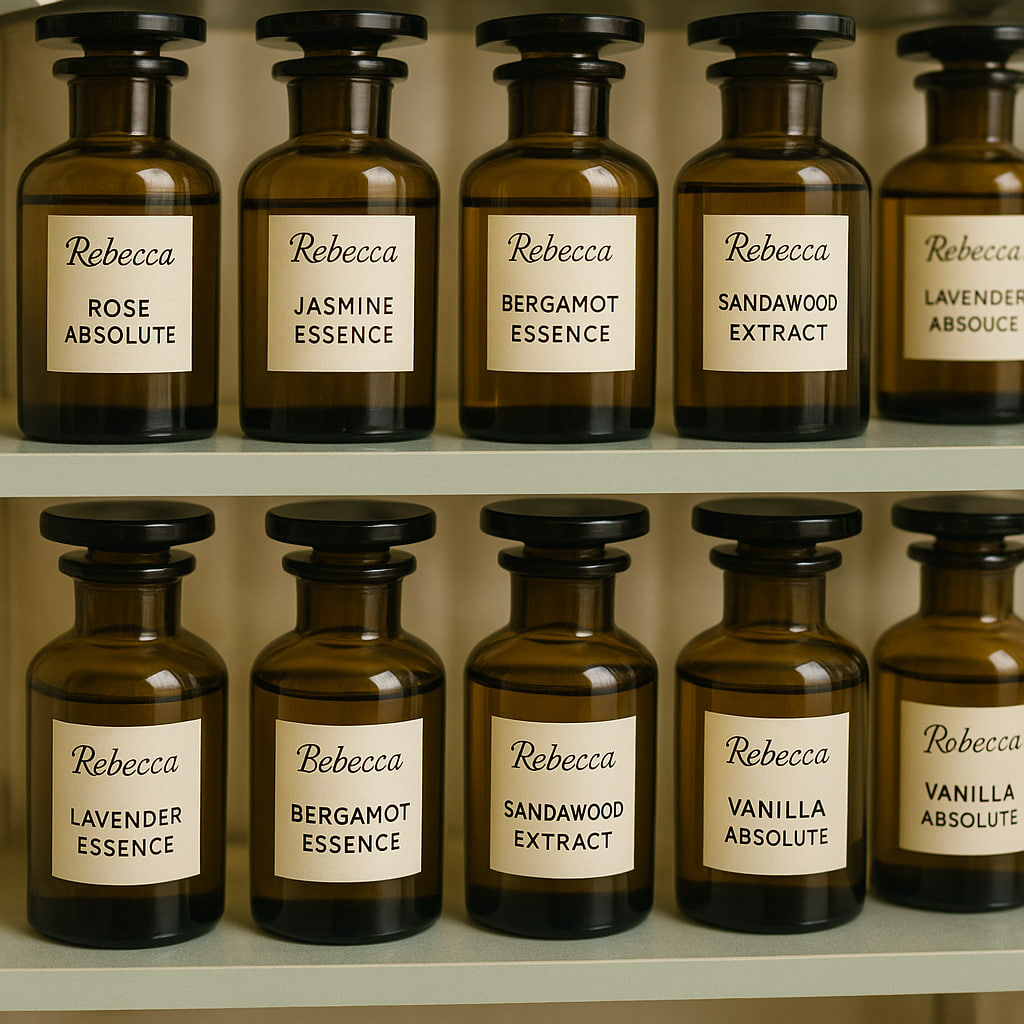 Rebecca
ROSE
ABSOLUTE
Rebecca
JASMINE
ESSENCE
Rebecca
BERGAMOT
ESSENCE
Rebecca
SANDAWOOD
EXTRACT
Rebecca
LAVENDER
ABSOUCE
Rebecca
LAVENDER
ESSENCE
Bebecca
BERGAMOT
ESSENCE
Rebecca
SANDAWOOD
EXTRACT
Rebecca
VANILLA
ABSOLUTE
Robecca
VANILLA
ABSOLUTE